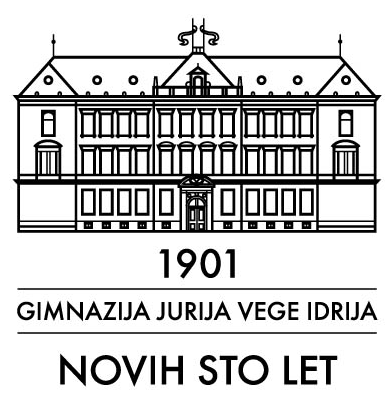 1901
GIMNAZIJA JURIJA VEGE IDRIJA
NOVIH STO LET